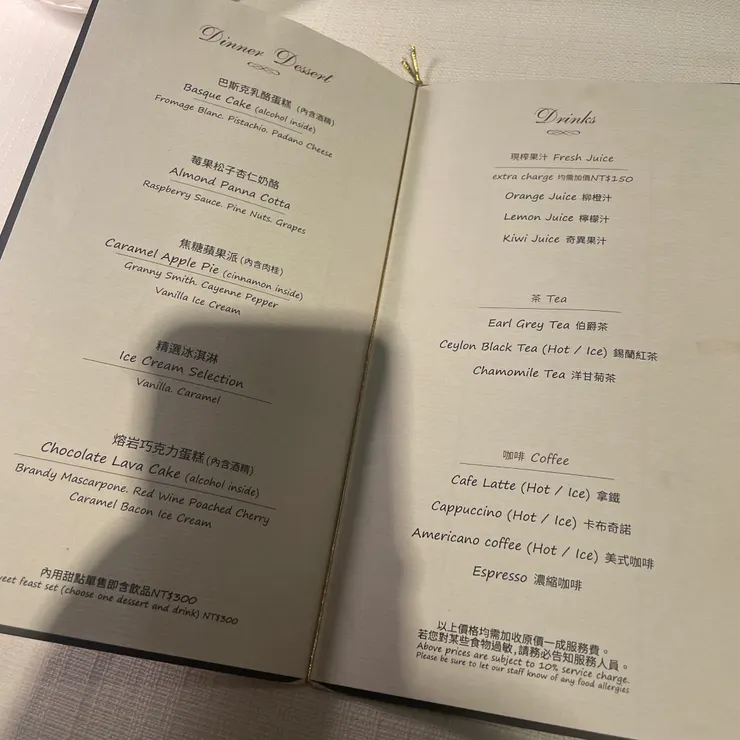 Dinner Dessert
巴斯克乳酪蛋糕 (內含酒精)
Basque Cake (alcohol inside)
Fromage Blanc. Pistachio. Padano Cheese
莓果松子杏仁奶酪
Almond Panna Cotta
Raspberry Sauce. Pine Nuts. Grapes
焦糖蘋果派 (內含肉桂)
Caramel Apple Pie (cinnamon inside)
Granny Smith. Cayenne Pepper
Vanilla Ice Cream
精選冰淇淋
Ice Cream Selection
Vanilla. Caramel
熔岩巧克力蛋糕 (內含酒精)
Chocolate Lava Cake (alcohol inside)
Brandy Mascarpone. Red Wine Poached Cherry
Caramel Bacon Ice Cream
內用甜點單售即含飲品NT$300
feast set (choose one dessert and drink) NT$300
Drinks
現榨果汁 Fresh Juice
extra charge 均需加價NT$150
Orange Juice 柳橙汁
Lemon Juice 檸檬汁
Kiwi Juice 奇異果汁
茶 Tea
Earl Grey Tea 伯爵茶
Ceylon Black Tea (Hot / Ice) 錫蘭紅茶
Chamomile Tea 洋甘菊茶
咖啡 Coffee
Cafe Latte (Hot / Ice) 拿鐵
Cappuccino (Hot / Ice) 卡布奇諾
Americano coffee (Hot / Ice) 美式咖啡
Espresso 濃縮咖啡
以上價格均需加收原價一成服務費。
若您對某些食物過敏,請務必告知服務人員。
Above prices are subject to 10% service charge.
Please be sure to let our staff know of any food allergies